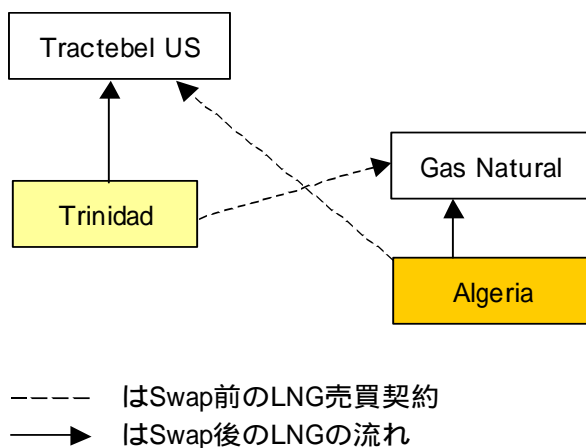 Tractebel US
Gas Natural
Trinidad
Algeria
はSwap前のLNG売買契約
はSwap後のLNGの流れ